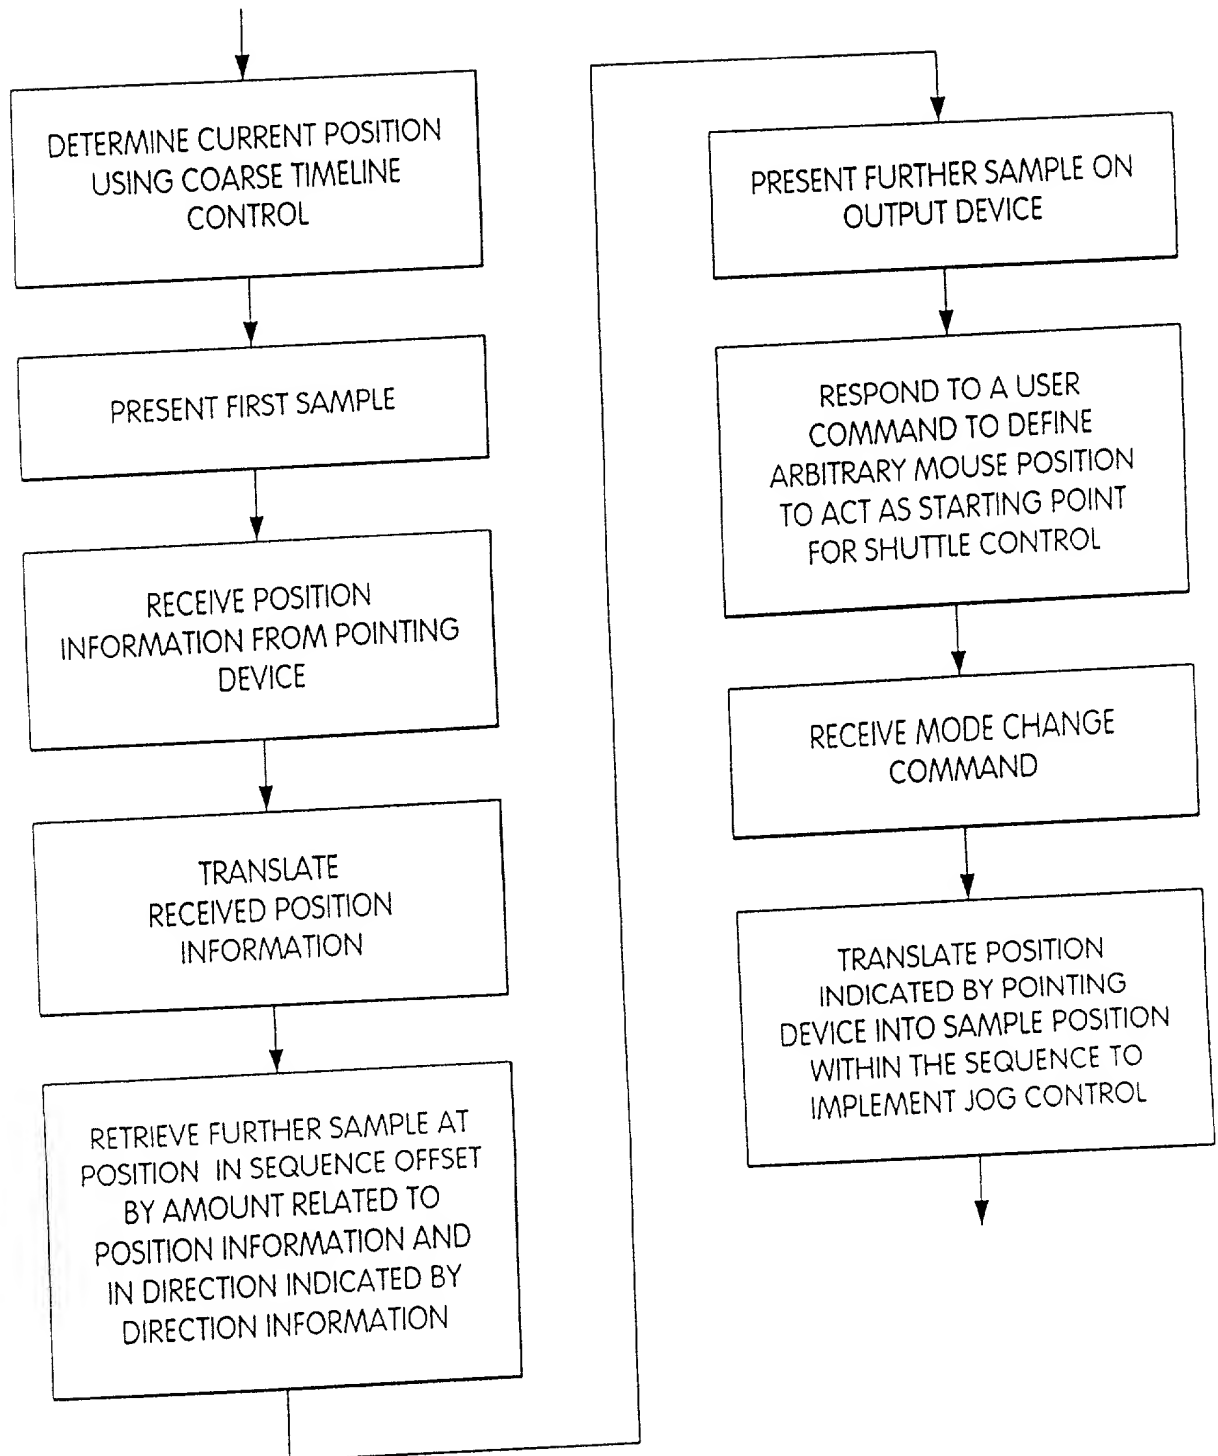 DETERMINE CURRENT POSITION
USING COARSE TIMELINE
CONTROL
PRESENT FIRST SAMPLE
RECEIVE POSITION
INFORMATION FROM POINTING
DEVICE
TRANSLATE
RECEIVED POSITION
INFORMATION
RETRIEVE FURTHER SAMPLE AT
POSITION IN SEQUENCE OFFSET
BY AMOUNT RELATED TO
POSITION INFORMATION AND
IN DIRECTION INDICATED BY
DIRECTION INFORMATION
PRESENT FURTHER SAMPLE ON
OUTPUT DEVICE
RESPOND TO A USER
COMMAND TO DEFINE
ARBITRARY MOUSE POSITION
TO ACT AS STARTING POINT
FOR SHUTTLE CONTROL
RECEIVE MODE CHANGE
COMMAND
TRANSLATE POSITION
INDICATED BY POINTING
DEVICE INTO SAMPLE POSITION
WITHIN THE SEQUENCE TO
IMPLEMENT JOG CONTROL